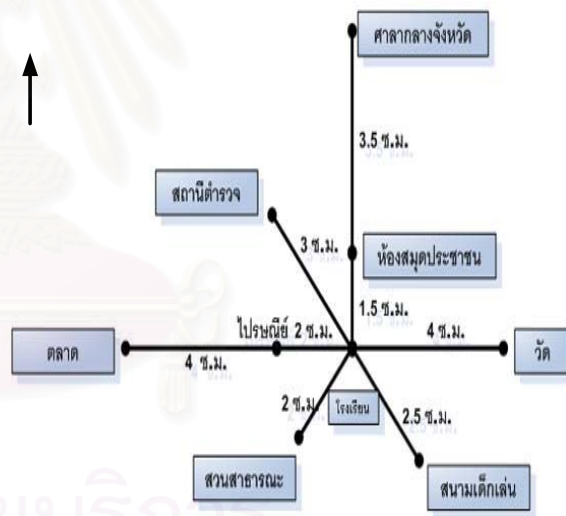 ศาลากลางจังหวัด
3.5 ซ.ม.
สถานีตำรวจ
3 ซ.ม.
ห้องสมุดประชาชน
1.5 ซ.ม.
ไปรษณีย์ 2 ซ.ม.
4 ซ.ม.
ตลาด
4 ซ.ม.
วัด
2 ซ.ม.
โรงเรียน
2.5 ซ.ม.
สวนสาธารณะ
สนามเด็กเล่น